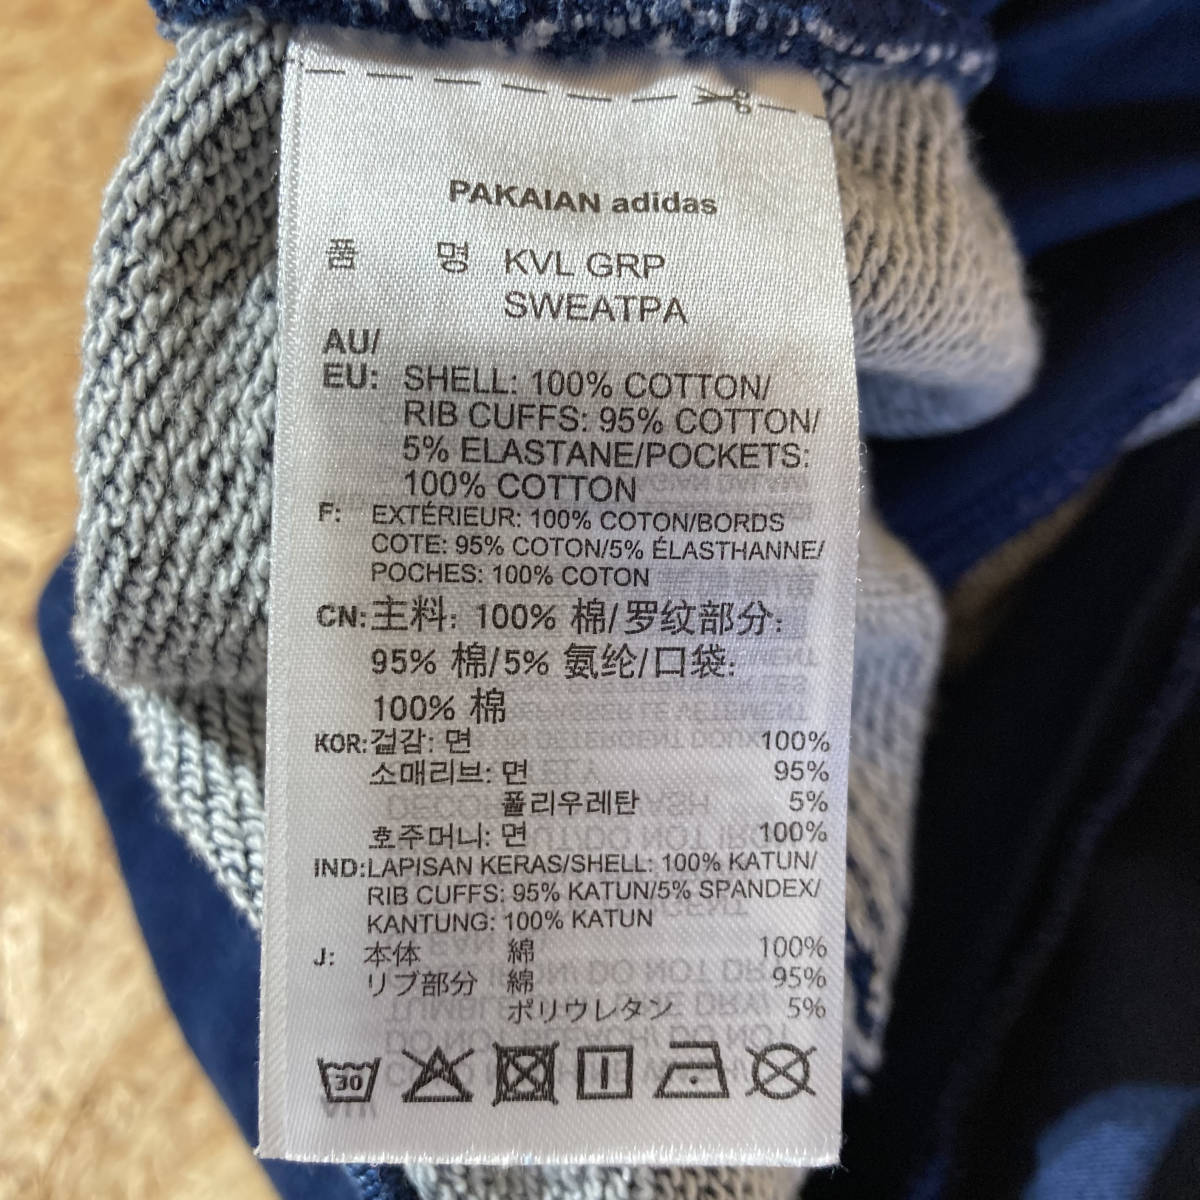 PAKAIAN adidas
품 명 KVL GRP
SWEATPA
AU/
EU: SHELL: 100% COTTON/
RIB CUFFS: 95% COTTON/
5% ELASTANE/POCKETS:
100% COTTON
F: EXTÉRIEUR: 100% COTON/BORDS
COTE: 95% COTON/5% ÉLASTHANNE/
POCHES: 100% COTON
CN: 主料: 100% 棉/罗纹部分:
95% 棉/5% 氨纶/口袋:
100% 棉
KOR: 겉감: 면 100%
소매리브: 면 95%
폴리우레탄 5%
호주머니: 면 100%
IND: LAPISAN KERAS/SHELL: 100% KATUN/
RIB CUFFS: 95% KATUN/5% SPANDEX/
KANTUNG: 100% KATUN
J: 本体 綿 100%
リブ部分 綿 95%
ポリウレタン 5%
30